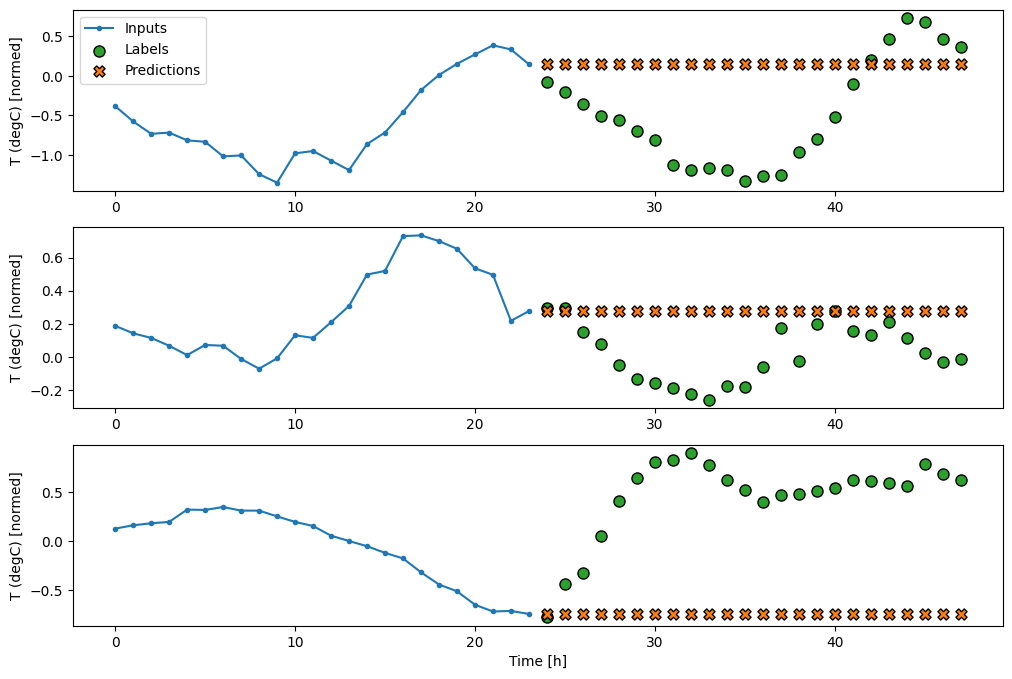 Inputs
Labels
Predictions
T (degC) [normed]
0.5
0.0
−0.5
−1.0
0 10 20 30 40
T (degC) [normed]
0.6
0.4
0.2
0.0
−0.2
0 10 20 30 40
T (degC) [normed]
0.5
0.0
−0.5
0 10 20 30 40
Time [h]